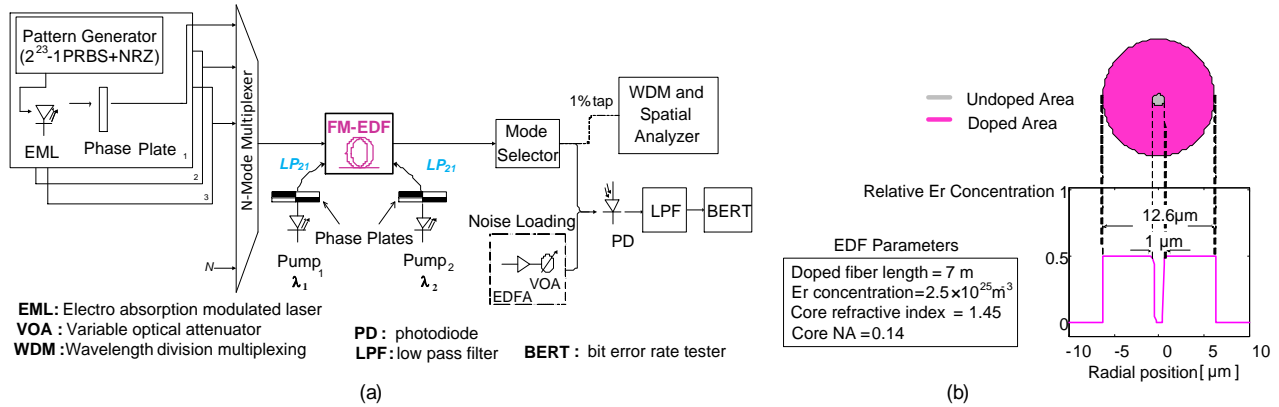 Pattern Generator
(2^23-1PRBS+NRZ)
EML
Phase Plate 1
2
3
N
N-Mode Multiplexer
FM-EDF
LP21
LP21
Phase Plates
Pump1
λ1
Pump2
λ2
Mode
Selector
1% tap
WDM and
Spatial
Analyzer
Noise Loading
VOA
EDFA
PD
LPF
BERT
EML: Electro absorption modulated laser
VOA : Variable optical attenuator
WDM :Wavelength division multiplexing
PD : photodiode
LPF: low pass filter
BERT : bit error rate tester
(a)
Undoped Area
Doped Area
Relative Er Concentration
1
0.5
0
12.6µm
1 µm
-10
-5
0
5
10
Radial position[ µm]
EDF Parameters
Doped fiber length = 7 m
Er concentration=2.5×10^25m^-3
Core refractive index = 1.45
Core NA =0.14
(b)